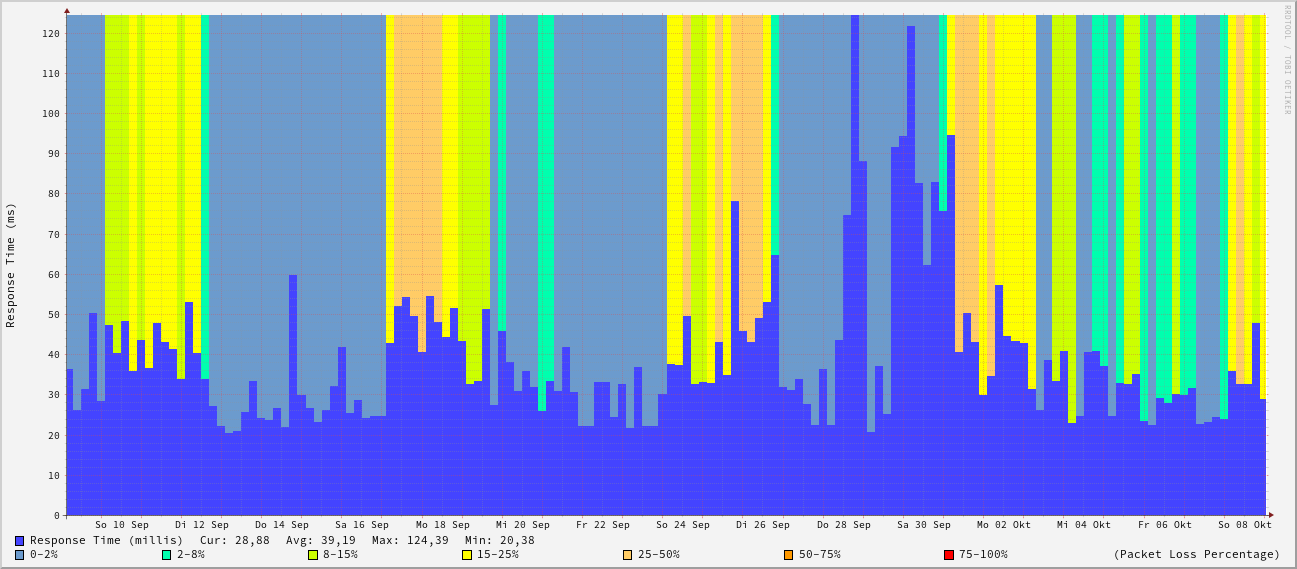 RRDTOOL / TOBI OETIKER
Response Time (ms)
120
110
100
90
80
70
60
50
40
30
20
10
0
So 10 Sep Di 12 Sep Do 14 Sep Sa 16 Sep Mo 18 Sep Mi 20 Sep Fr 22 Sep So 24 Sep Di 26 Sep Do 28 Sep Sa 30 Sep Mo 02 Okt Mi 04 Okt Fr 06 Okt So 08 Okt
Response Time (millis) Cur: 28,88 Avg: 39,19 Max: 124,39 Min: 20,38
0-2% 2-8% 8-15% 15-25% 25-50% 50-75% 75-100% (Packet Loss Percentage)